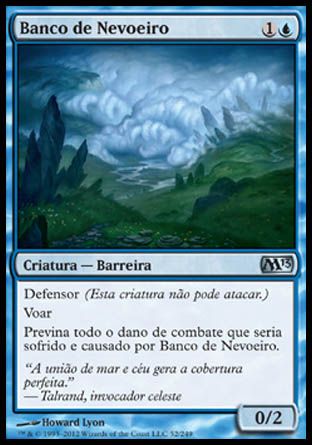 Banco de Nevoeiro 1
Criatura — Barreira M13
Defensor (Esta criatura não pode atacar.)
Voar
Previna todo o dano de combate que seria
sofrido e causado por Banco de Nevoeiro.
"A união de mar e céu gera a cobertura
perfeita."
— Talrand, invocador celeste
Howard Lyon
™ & © 1993–2012 Wizards of the Coast LLC 52/249
0/2